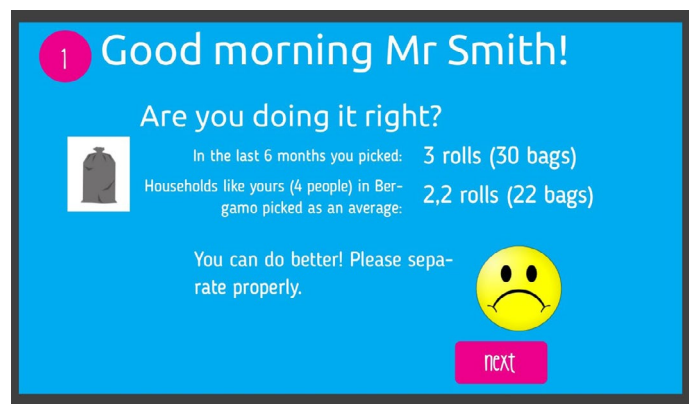 1
Good morning Mr Smith!
Are you doing it right?
In the last 6 months you picked:
3 rolls (30 bags)
Households like yours (4 people) in Ber-
gamo picked as an average:
2,2 rolls (22 bags)
You can do better! Please sepa-
rate properly.
next